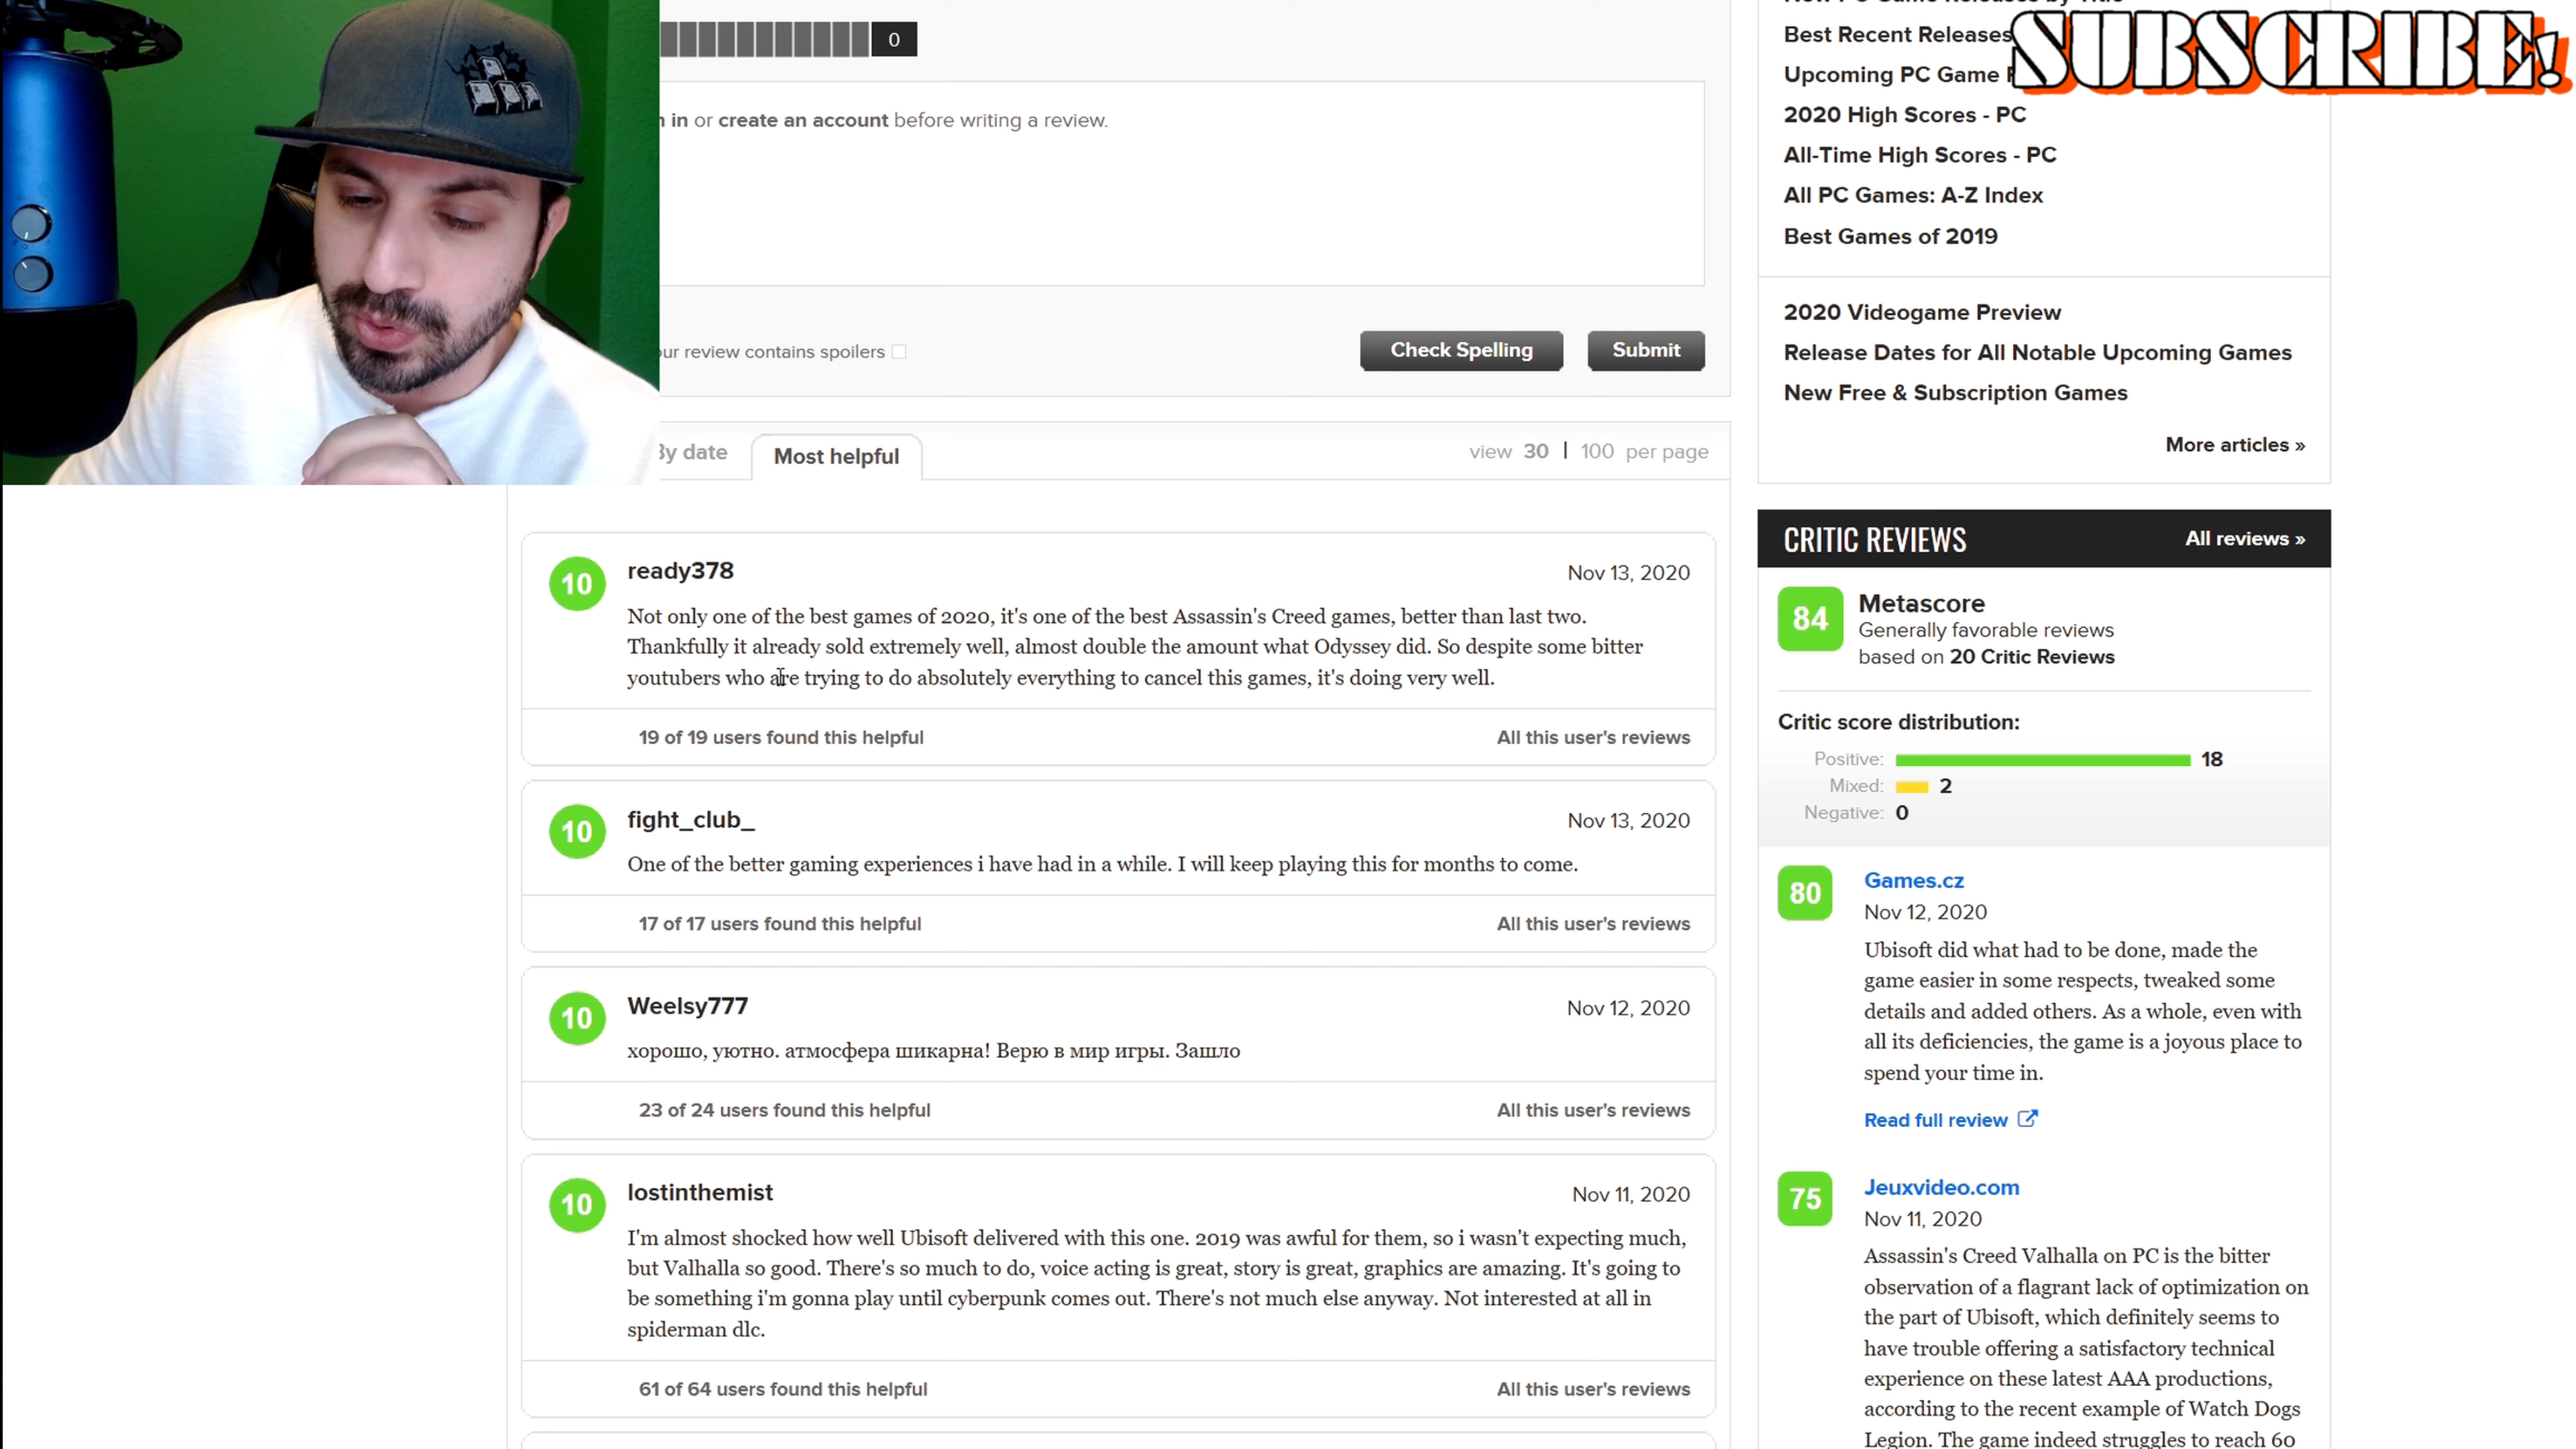 0
in or create an account before writing a review.
our review contains spoilers
Check Spelling
Submit
By date
Most helpful
view 30 | 100 per page
10
ready378
Nov 13, 2020
Not only one of the best games of 2020, it's one of the best Assassin's Creed games, better than last two.
Thankfully it already sold extremely well, almost double the amount what Odyssey did. So despite some bitter
youtubers who are trying to do absolutely everything to cancel this games, it's doing very well.
19 of 19 users found this helpful
All this user's reviews
10
fight_club_
Nov 13, 2020
One of the better gaming experiences i have had in a while. I will keep playing this for months to come.
17 of 17 users found this helpful
All this user's reviews
10
Weelsy777
Nov 12, 2020
хорошо, уютно. атмосфера шикарна! Верю в мир игры. Зашло
23 of 24 users found this helpful
All this user's reviews
10
lostinthemist
Nov 11, 2020
I'm almost shocked how well Ubisoft delivered with this one. 2019 was awful for them, so i wasn't expecting much,
but Valhalla so good. There's so much to do, voice acting is great, story is great, graphics are amazing. It's going to
be something i'm gonna play until cyberpunk comes out. There's not much else anyway. Not interested at all in
spiderman dlc.
61 of 64 users found this helpful
All this user's reviews
New PC Game Releases by Title
SUBSCRIBE!
Best Recent Releases
Upcoming PC Game
2020 High Scores - PC
All-Time High Scores - PC
All PC Games: A-Z Index
Best Games of 2019
2020 Videogame Preview
Release Dates for All Notable Upcoming Games
New Free & Subscription Games
More articles »
CRITIC REVIEWS
All reviews »
84
Metascore
Generally favorable reviews
based on 20 Critic Reviews
Critic score distribution:
Positive: 18
Mixed: 2
Negative: 0
80
Games.cz
Nov 12, 2020
Ubisoft did what had to be done, made the
game easier in some respects, tweaked some
details and added others. As a whole, even with
all its deficiencies, the game is a joyous place to
spend your time in.
Read full review
75
Jeuxvideo.com
Nov 11, 2020
Assassin's Creed Valhalla on PC is the bitter
observation of a flagrant lack of optimization on
the part of Ubisoft, which definitely seems to
have trouble offering a satisfactory technical
experience on these latest AAA productions,
according to the recent example of Watch Dogs
Legion. The game indeed struggles to reach 60